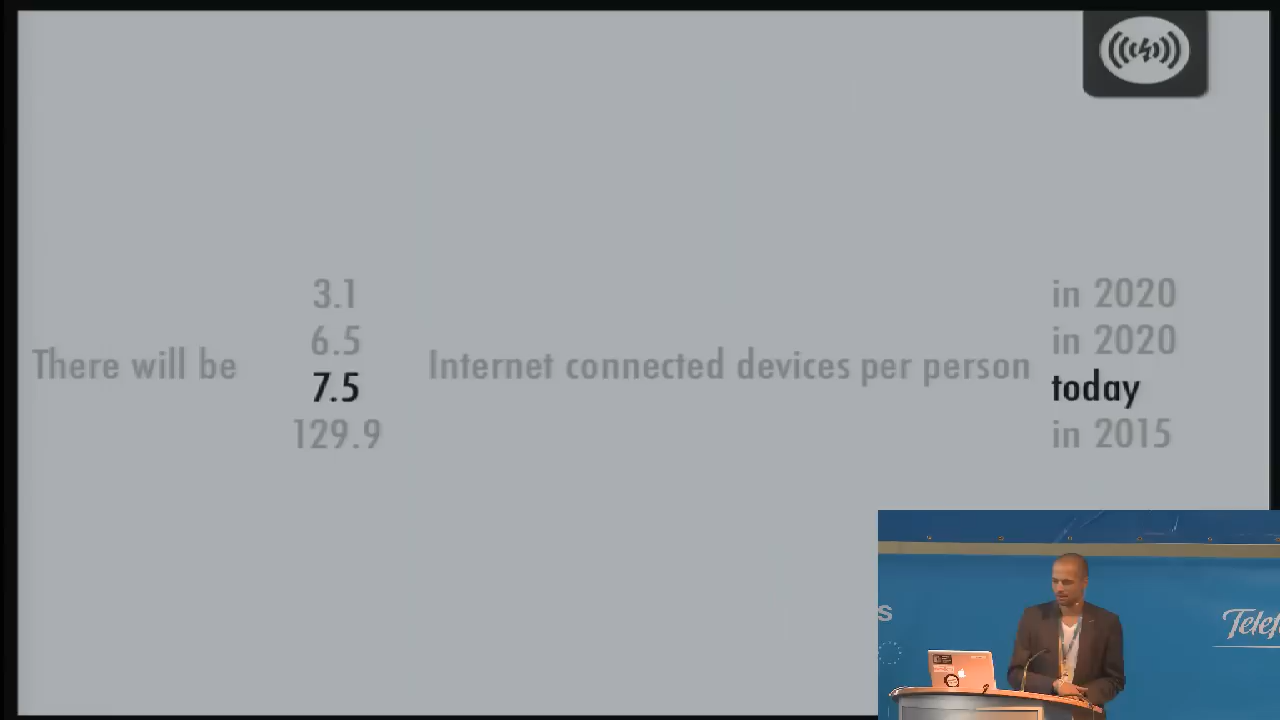 There will be
3.1
6.5
7.5
129.9
Internet connected devices per person
in 2020
in 2020
today
in 2015
s
Telef